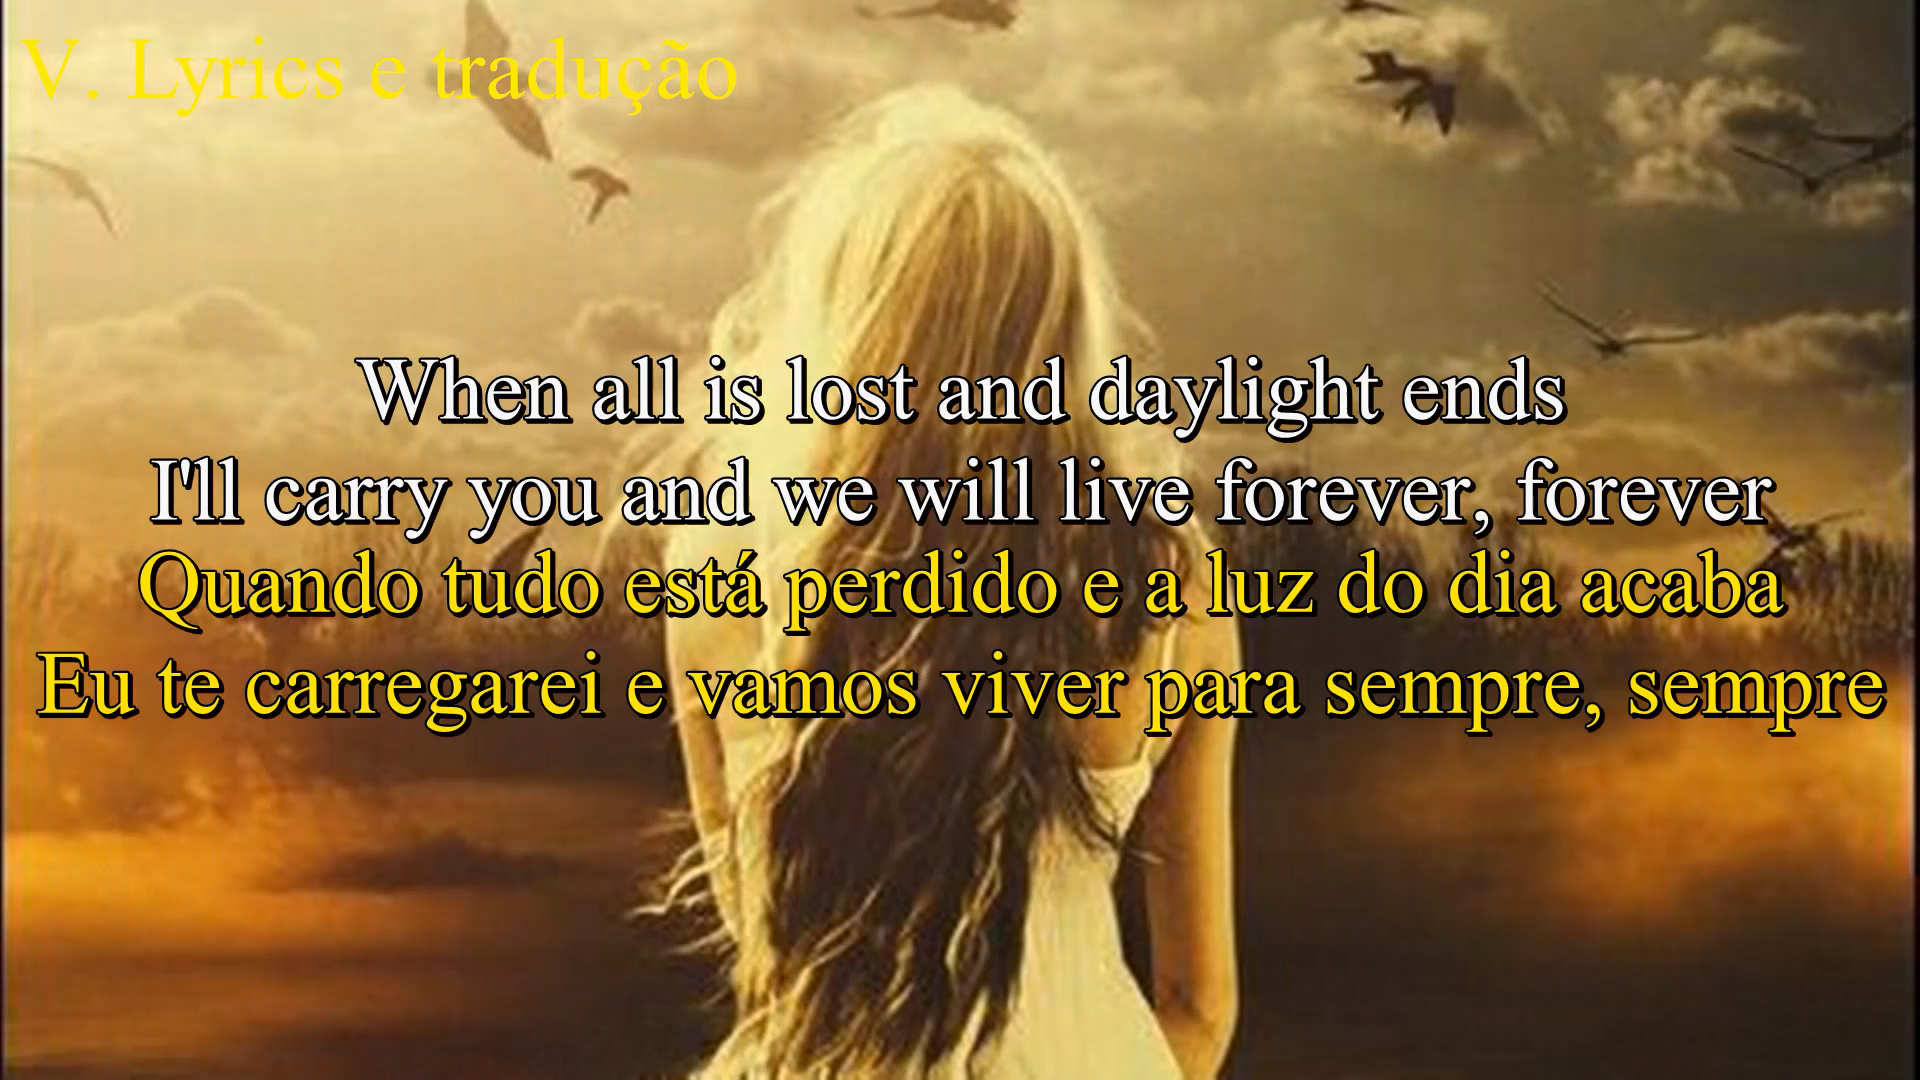 V. Lyrics e tradução
When all is lost and daylight ends
I'll carry you and we will live forever, forever
Quando tudo está perdido e a luz do dia acaba
Eu te carregarei e vamos viver para sempre, sempre